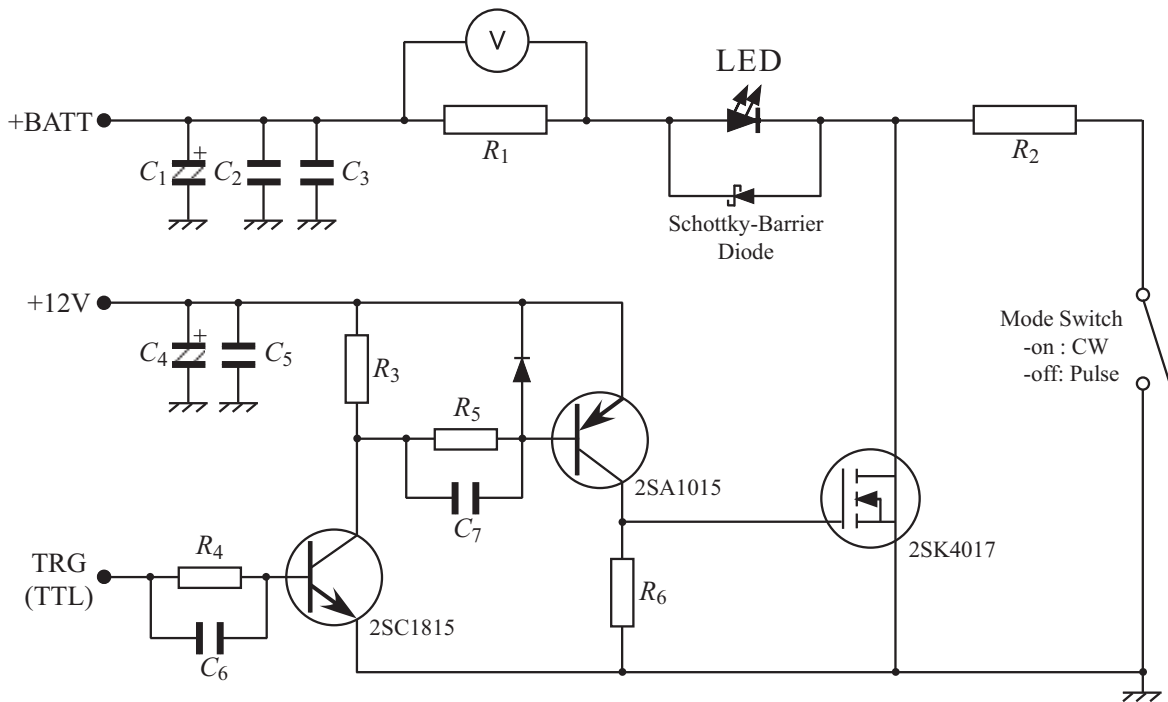 V
LED
+BATT
R1
R2
C1
+
C2
C3
Schottky-Barrier
Diode
+12V
Mode Switch
-on : CW
-off: Pulse
C4
+
C5
R3
R5
2SA1015
C7
2SK4017
TRG
(TTL)
R4
R6
2SC1815
C6